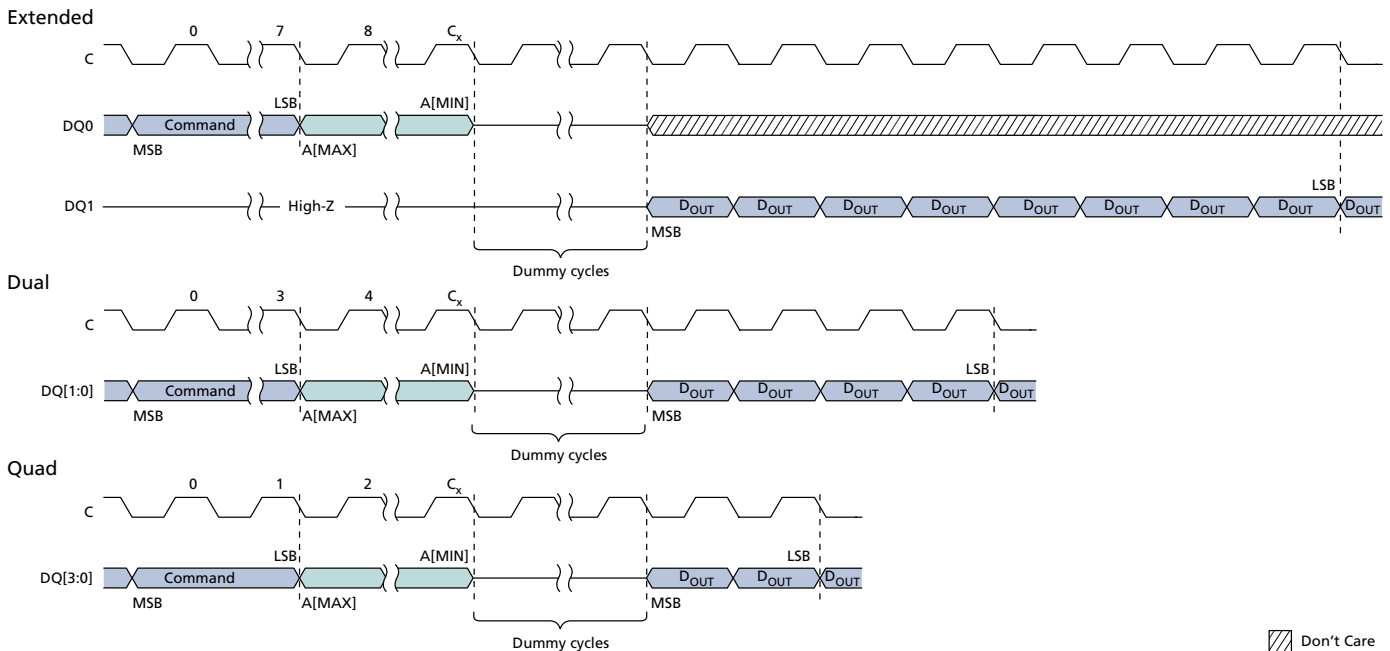 Extended
0 7 8 Cx
C
LSB A[MIN]
DQ0 Command
MSB A[MAX]
LSB
DQ1 High-Z DOUT DOUT DOUT DOUT DOUT DOUT DOUT DOUT DOUT
MSB
Dummy cycles
Dual
0 3 4 Cx
C
LSB A[MIN] LSB
DQ[1:0] Command DOUT DOUT DOUT DOUT DOUT
MSB A[MAX] MSB
Dummy cycles
Quad
0 1 2 Cx
C
LSB A[MIN] LSB
DQ[3:0] Command DOUT DOUT DOUT
MSB A[MAX] MSB
Dummy cycles
Don't Care